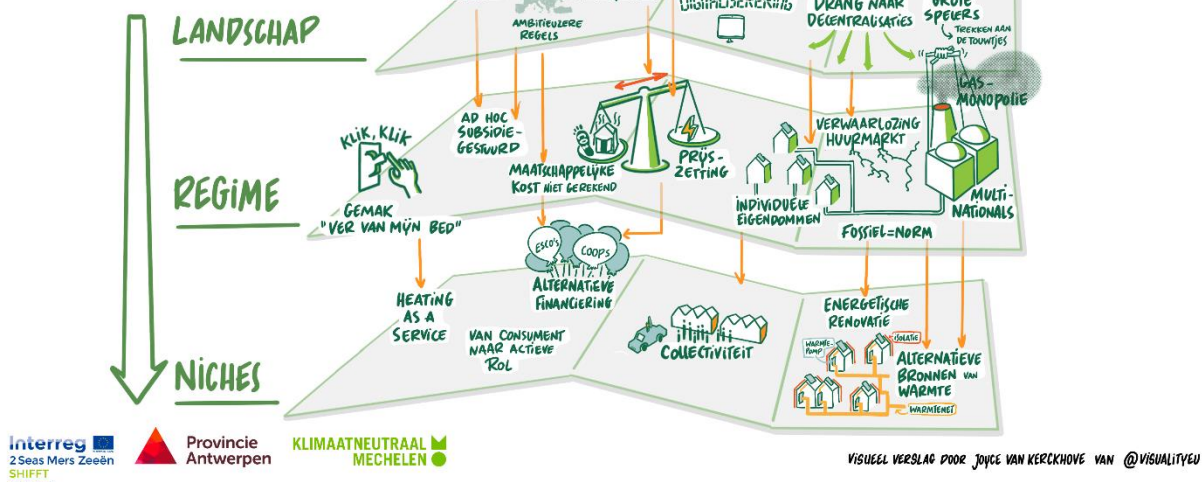 DIGITALISERING
DRANG NAAR
DECENTRALISATIES
GROTE
SPELERS
TREKKEN AAN
DE TOUWTJES
AMBITIEUZERE
REGELS
LANDSCHAP
GAS-
MONOPOLIE
KLIK, KLIK
AD HOC
SUBSIDIE-
GESTUURD
VERWAARLOZING
HUURMARKT
MAATSCHAPPELIJKE
KOST NIET GEREKEND
PRIJS-
ZETTING
REGIME
GEMAK
"VER VAN MIJN BED"
INDIVIDUELE
EIGENDOMMEN
MULTI-
NATIONALS
FOSSIEL=NORM
ESCO'S
COOPS
ALTERNATIEVE
FINANCIERING
HEATING
AS A
SERVICE
VAN CONSUMENT
NAAR ACTIEVE
ROL
COLLECTIVITEIT
ENERGETISCHE
RENOVATIE
WARMTE-
POMP
ISOLATIE
ALTERNATIEVE
BRONNEN VAN
WARMTE
WARMTENET
NICHES
Interreg
2 Seas Mers Zeeën
SHIFFT
Provincie
Antwerpen
KLIMAATNEUTRAAL
MECHELEN
VISUEEL VERSLAG DOOR JOYCE VAN KERCKHOVE VAN @VISUALITYEU